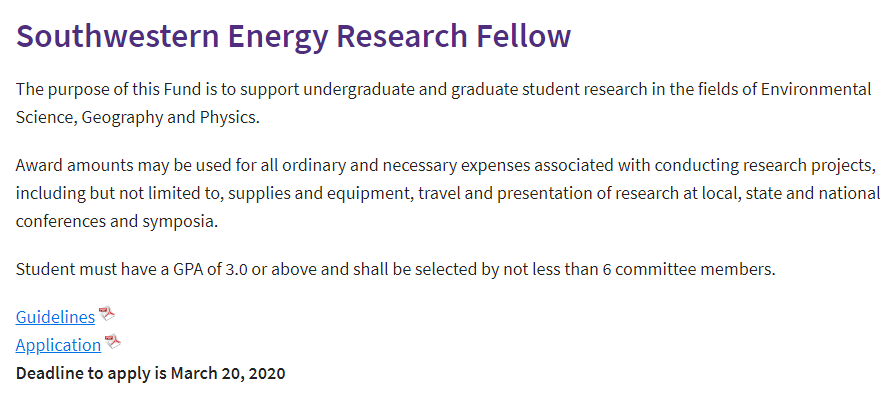 Southwestern Energy Research Fellow
The purpose of this Fund is to support undergraduate and graduate student research in the fields of Environmental
Science, Geography and Physics.
Award amounts may be used for all ordinary and necessary expenses associated with conducting research projects,
including but not limited to, supplies and equipment, travel and presentation of research at local, state and national
conferences and symposia.
Student must have a GPA of 3.0 or above and shall be selected by not less than 6 committee members.
Guidelines
Application
Deadline to apply is March 20, 2020